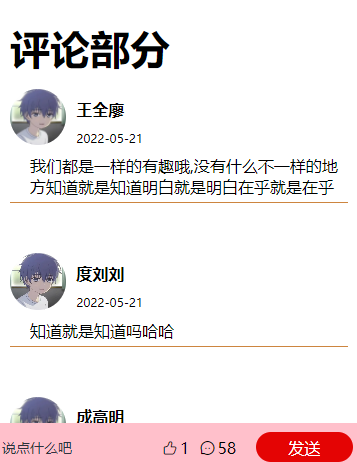 评论部分
王全廖
2022-05-21
我们都是一样的有趣哦,没有什么不一样的地
方知道就是知道明白就是明白在乎就是在乎
度刘刘
2022-05-21
知道就是知道吗哈哈
成高明
说点什么吧 12 58 发送